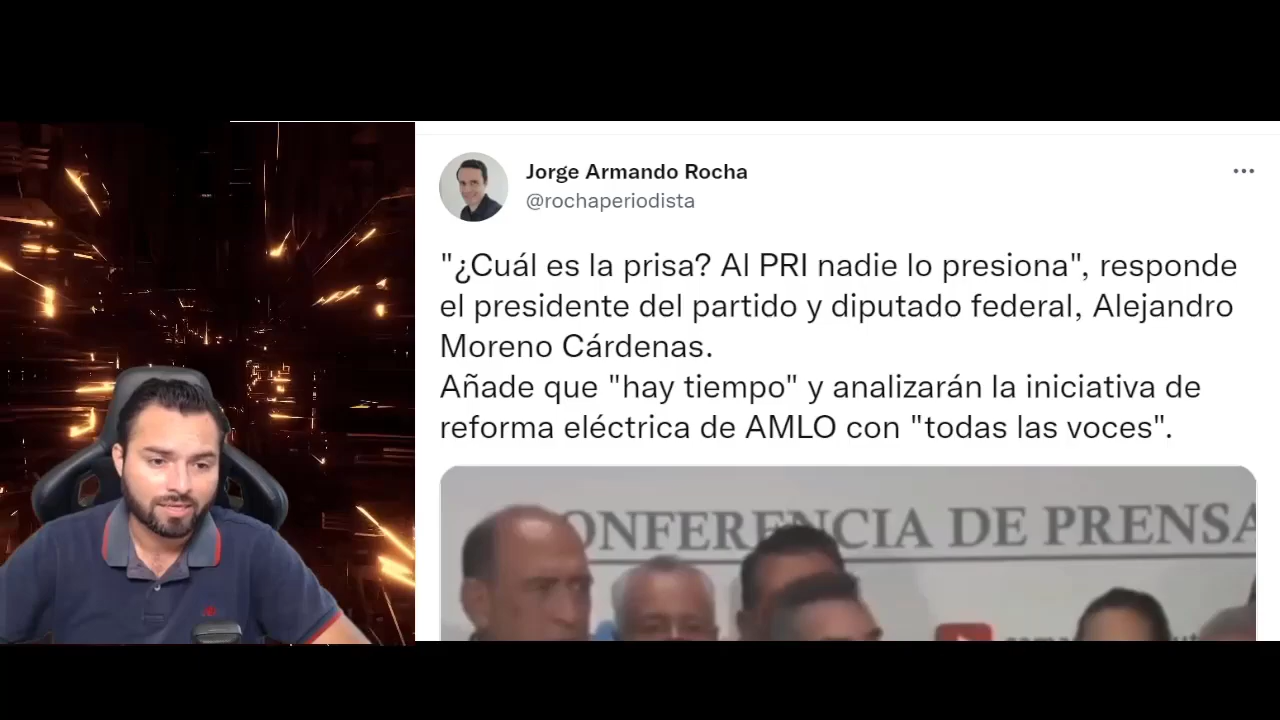 Jorge Armando Rocha
@rochaperiodista
"¿Cuál es la prisa? Al PRI nadie lo presiona", responde
el presidente del partido y diputado federal, Alejandro
Moreno Cárdenas.
Añade que "hay tiempo" y analizarán la iniciativa de
reforma eléctrica de AMLO con "todas las voces".
ONFERENCIA DE PRENSA